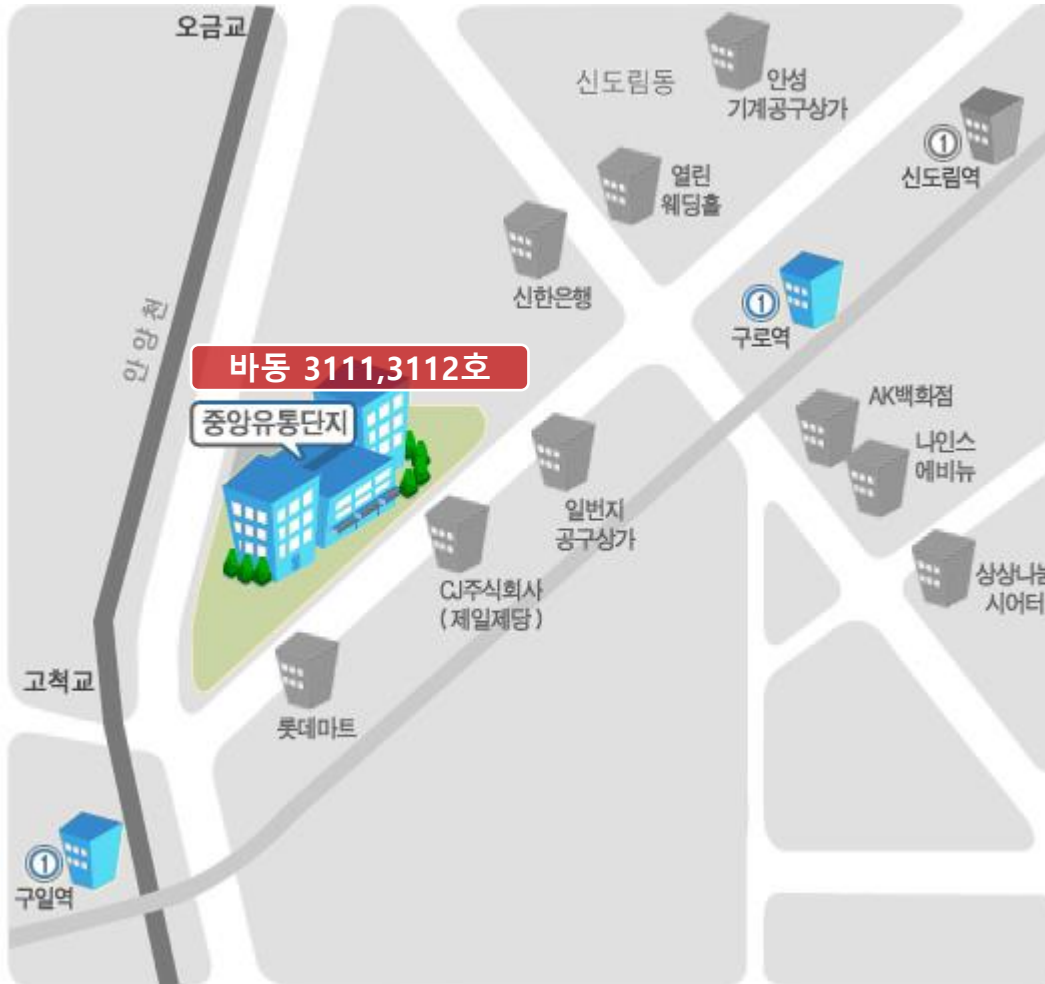 오금교
신도림동
안성
기계공구상가
①
신도림역
열린
웨딩홀
신한은행
①
구로역
안양천
바동 3111,3112호
중앙유통단지
AK백화점
나인스
에비뉴
일번지
공구상가
상상나눔
시어터
CJ주식회사
(제일제당)
고척교
롯데마트
①
구일역